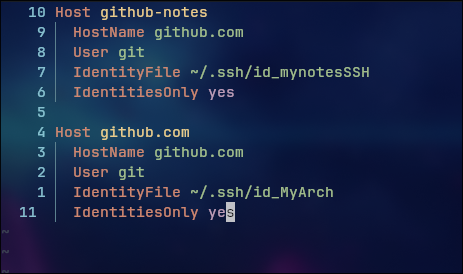 10 Host github-notes
9 HostName github.com
8 User git
7 IdentityFile ~/.ssh/id_mynotesSSH
6 IdentitiesOnly yes
5
4 Host github.com
3 HostName github.com
2 User git
1 IdentityFile ~/.ssh/id_MyArch
11 IdentitiesOnly yes
~
~
~